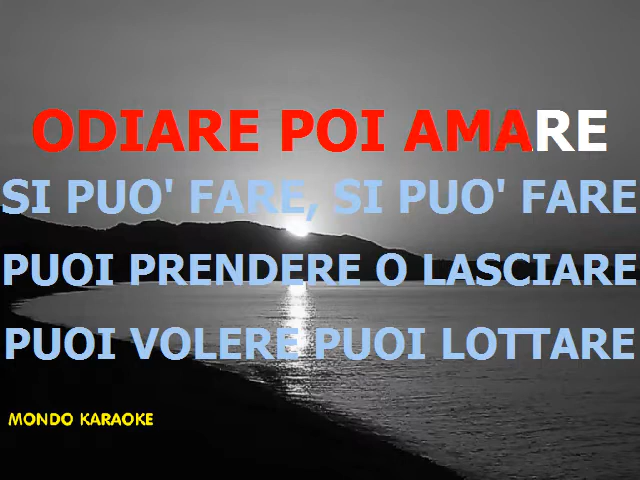 ODIARE POI AMARE
SI PUO' FARE, SI PUO' FARE
PUOI PRENDERE O LASCIARE
PUOI VOLERE PUOI LOTTARE
MONDO KARAOKE